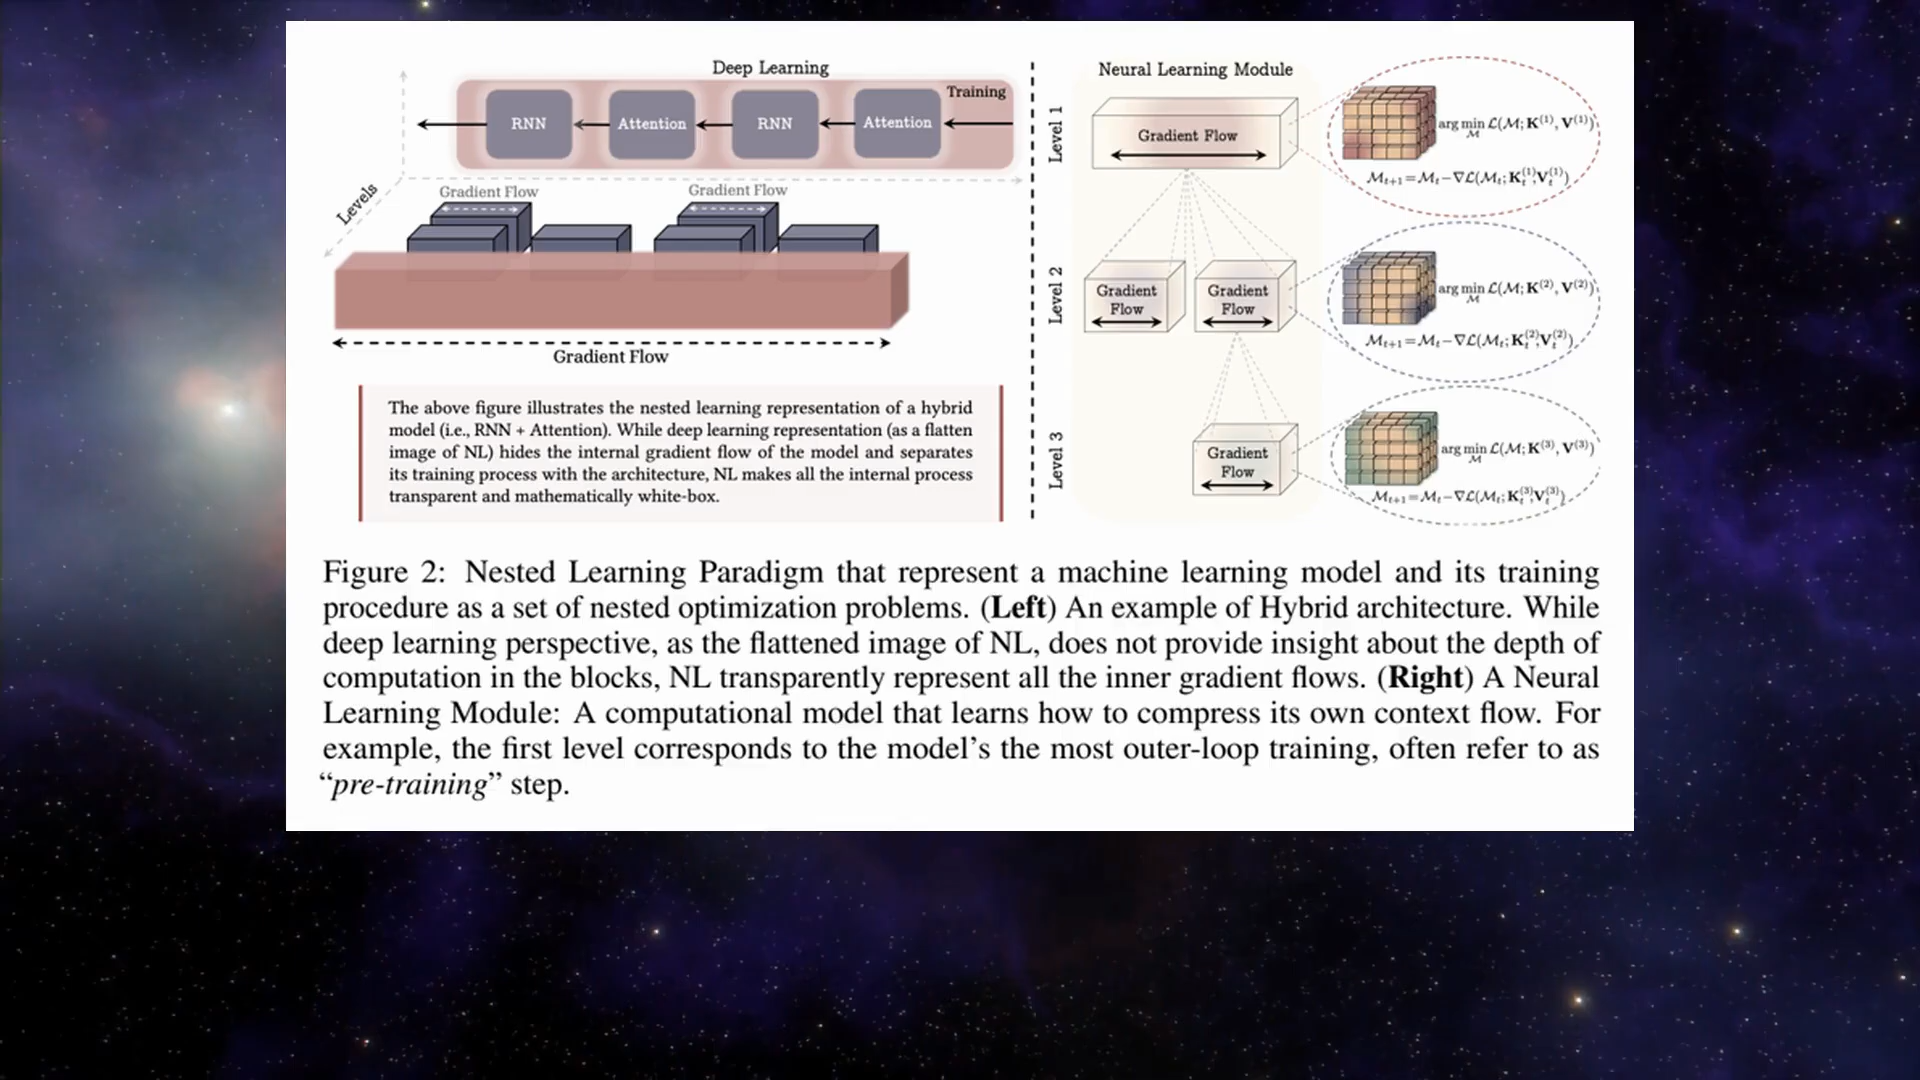 Deep Learning
Training
RNN
Attention
RNN
Attention
Levels
Gradient Flow
Gradient Flow
Gradient Flow
The above figure illustrates the nested learning representation of a hybrid
model (i.e., RNN + Attention). While deep learning representation (as a flatten
image of NL) hides the internal gradient flow of the model and separates
its training process with the architecture, NL makes all the internal process
transparent and mathematically white-box.
Neural Learning Module
Level 1
Gradient Flow
arg min_𝓜 𝓛(𝓜; K⁽¹⁾, V⁽¹⁾)
𝓜ₜ₊₁ = 𝓜ₜ − ∇𝓛(𝓜ₜ; Kₜ⁽¹⁾, Vₜ⁽¹⁾)
Level 2
Gradient
Flow
Gradient
Flow
arg min_𝓜 𝓛(𝓜; K⁽²⁾, V⁽²⁾)
𝓜ₜ₊₁ = 𝓜ₜ − ∇𝓛(𝓜ₜ; Kₜ⁽²⁾, Vₜ⁽²⁾)
Level 3
Gradient
Flow
arg min_𝓜 𝓛(𝓜; K⁽³⁾, V⁽³⁾)
𝓜ₜ₊₁ = 𝓜ₜ − ∇𝓛(𝓜ₜ; Kₜ⁽³⁾, Vₜ⁽³⁾)
Figure 2: Nested Learning Paradigm that represent a machine learning model and its training
procedure as a set of nested optimization problems. (Left) An example of Hybrid architecture. While
deep learning perspective, as the flattened image of NL, does not provide insight about the depth of
computation in the blocks, NL transparently represent all the inner gradient flows. (Right) A Neural
Learning Module: A computational model that learns how to compress its own context flow. For
example, the first level corresponds to the model’s the most outer-loop training, often refer to as
“pre-training” step.